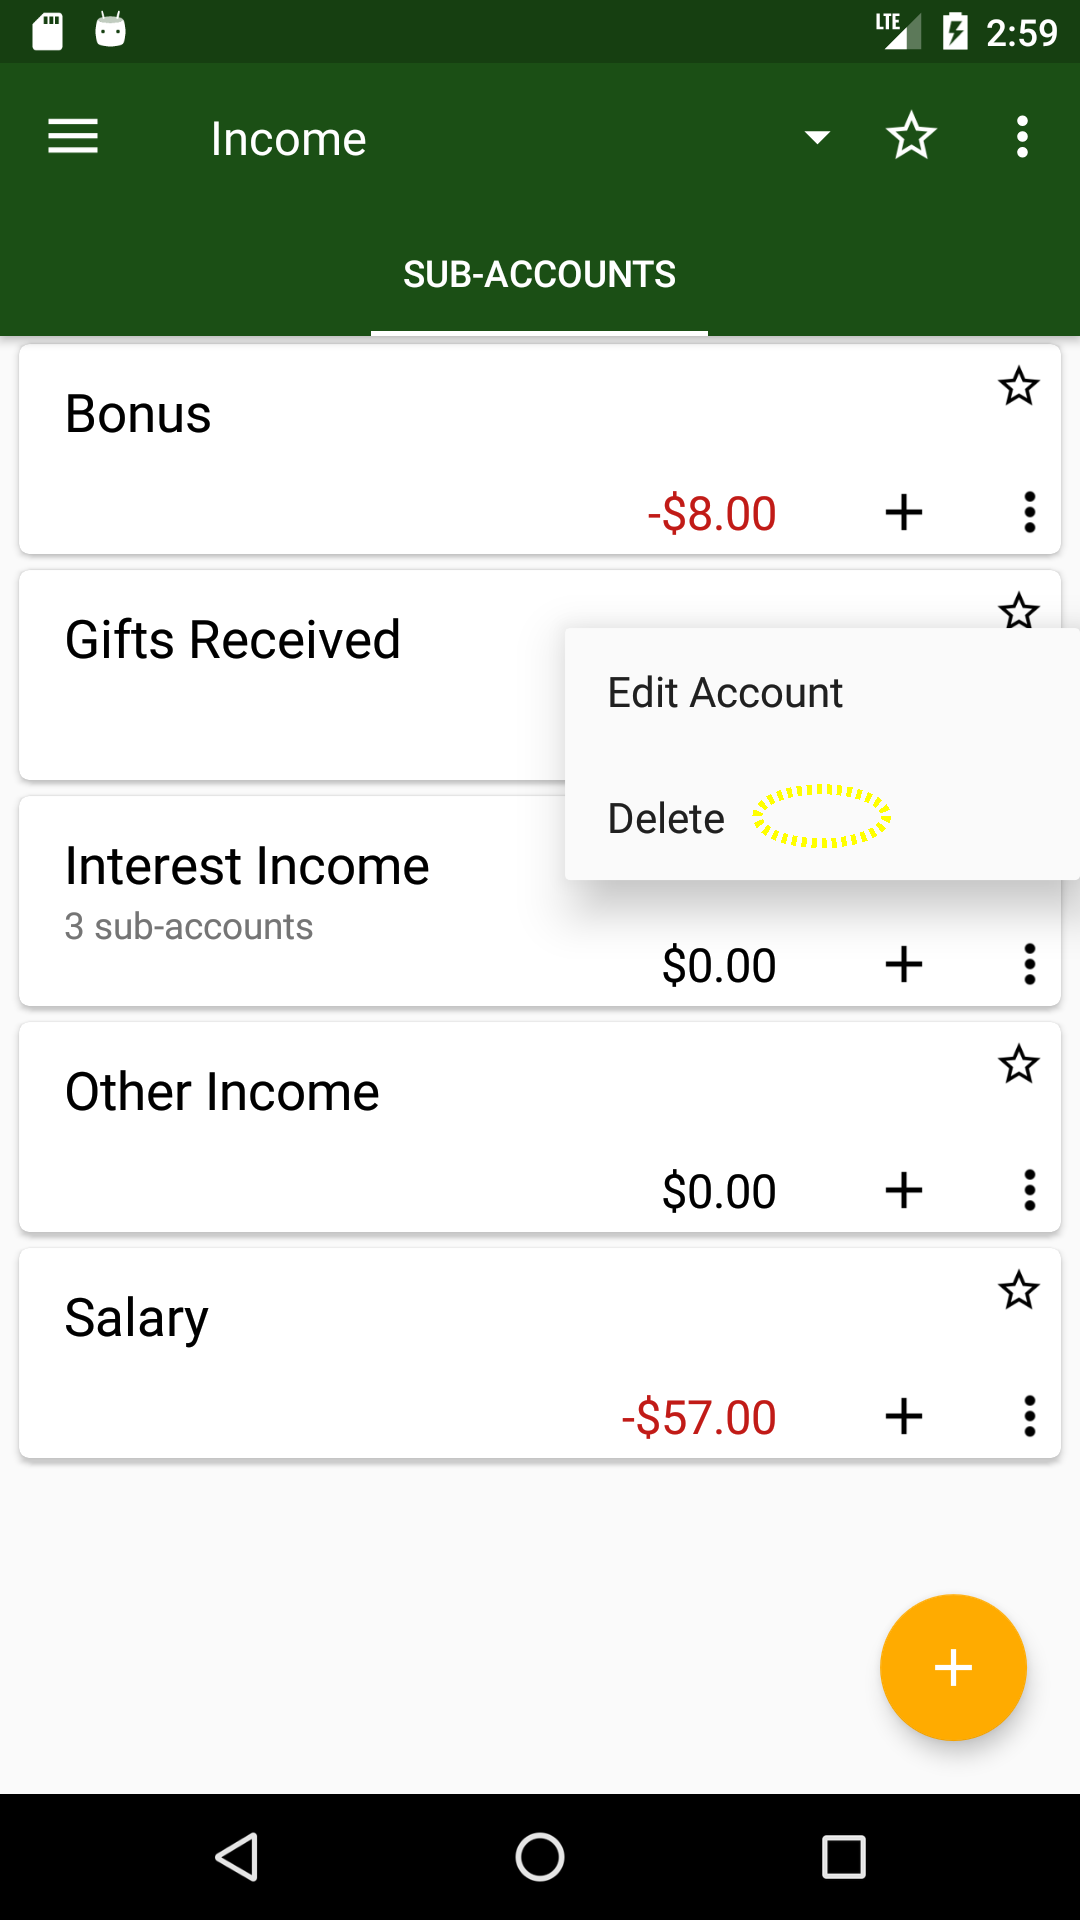 LTE 2:59
Income
SUB-ACCOUNTS
Bonus
-$8.00
Gifts Received
Edit Account
Delete
Interest Income
3 sub-accounts
$0.00
Other Income
$0.00
Salary
-$57.00